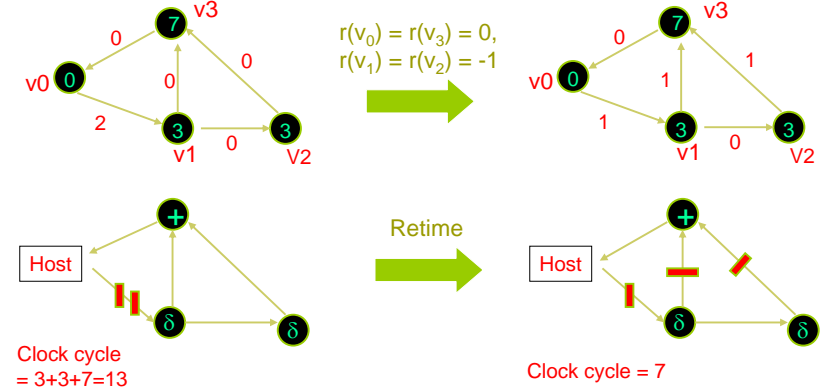 v3
7
0
0
v0
0
0
2
3
3
0
v1
V2
r(v0) = r(v3) = 0,
r(v1) = r(v2) = -1
v3
7
0
1
v0
0
1
1
3
3
0
v1
V2
+
Host
δ
δ
Clock cycle
= 3+3+7=13
Retime
+
Host
δ
δ
Clock cycle = 7